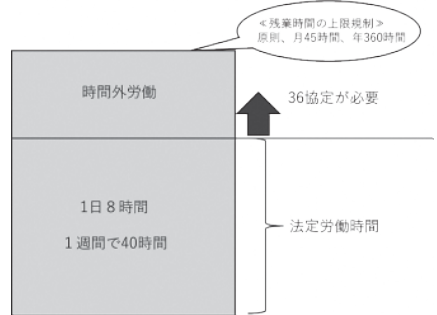 ≪残業時間の上限規制≫
原則、月45時間、年360時間
時間外労働
36協定が必要
1日8時間
1週間で40時間
法定労働時間